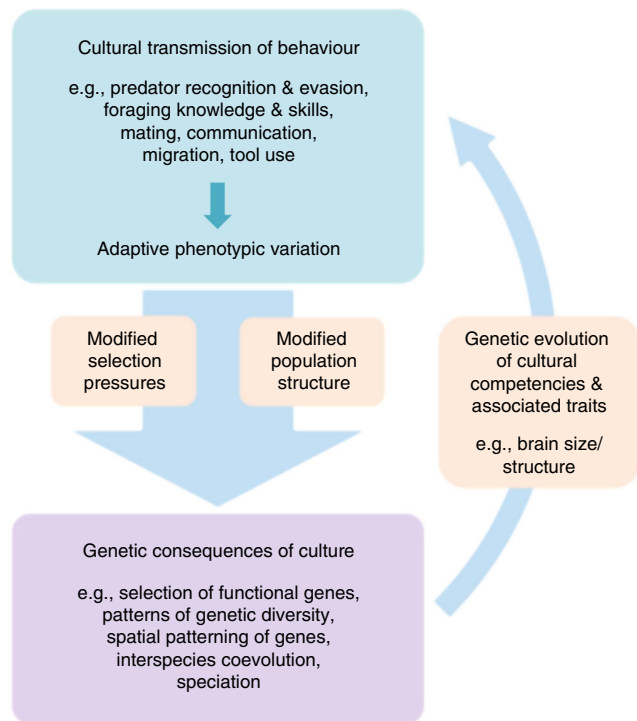 Cultural transmission of behaviour
e.g., predator recognition & evasion,
foraging knowledge & skills,
mating, communication,
migration, tool use
Adaptive phenotypic variation
Modified
selection
pressures
Modified
population
structure
Genetic evolution
of cultural
competencies &
associated traits
e.g., brain size/
structure
Genetic consequences of culture
e.g., selection of functional genes,
patterns of genetic diversity,
spatial patterning of genes,
interspecies coevolution,
speciation